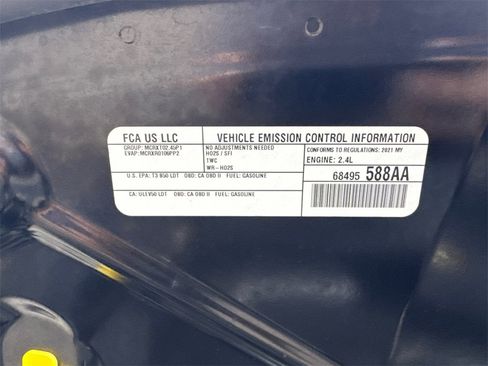 FCA US LLC
VEHICLE EMISSION CONTROL INFORMATION
GROUP: MCRXT02.45P1
EVAP: MCRXR0106PP2
NO ADJUSTMENTS NEEDED
HO2S / SFI
TWC
WR-HO2S
CONFORMS TO REGULATIONS: 2021 MY
ENGINE: 2.4L
U.S. EPA: T3 B50 LDT OBD: CA OBD II FUEL: GASOLINE
68495 588AA
CA: ULEV50 LDT OBD: CA OBD II FUEL: GASOLINE